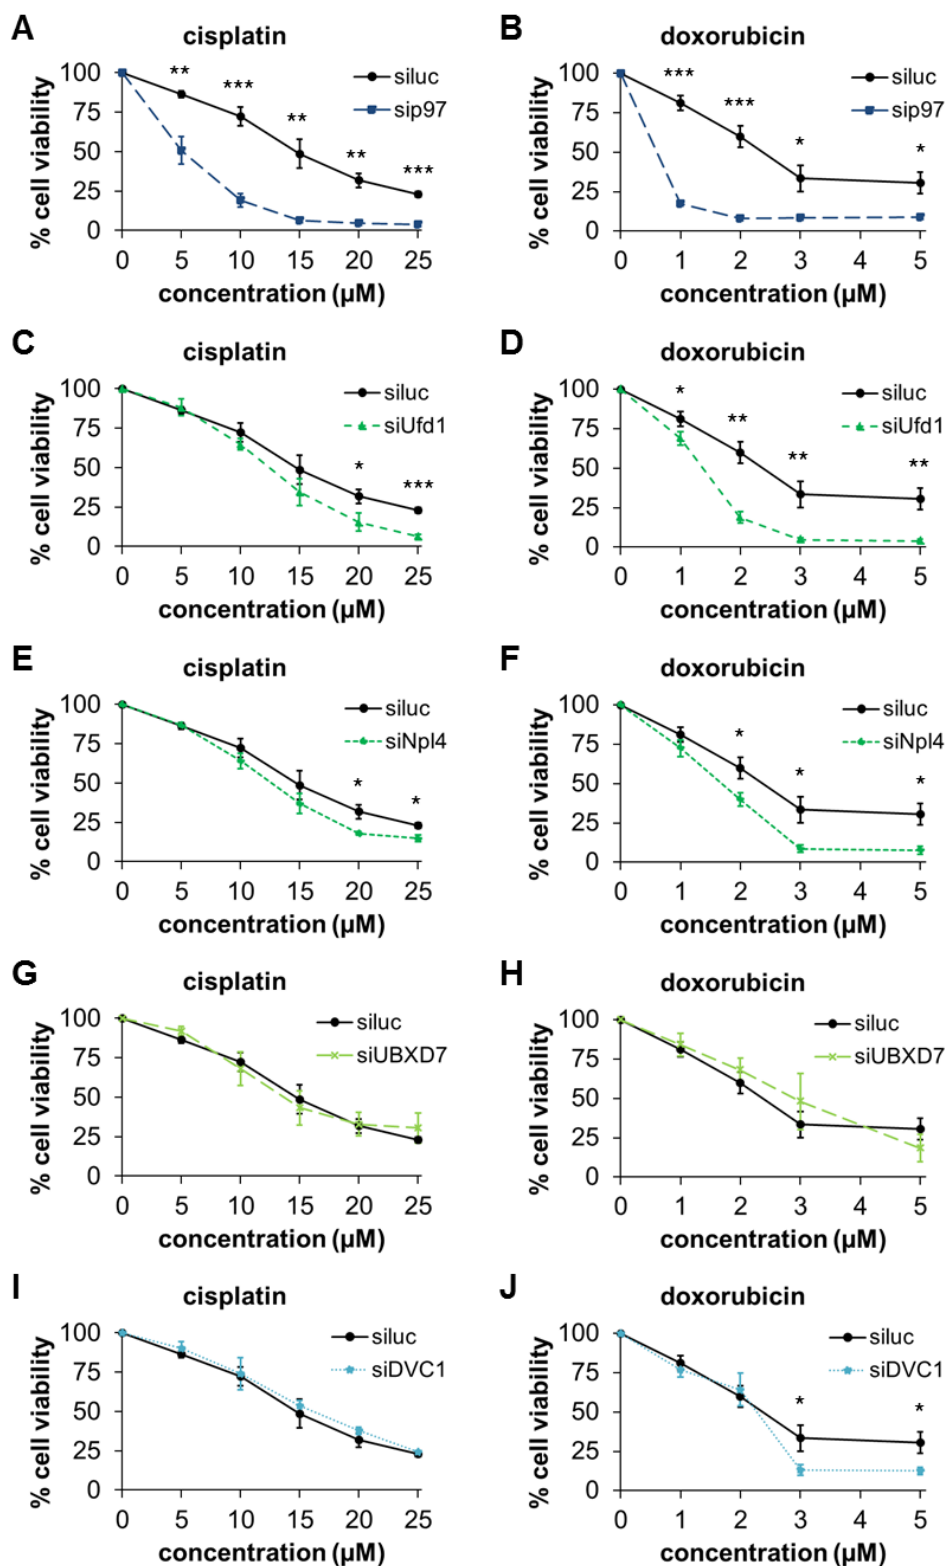 A
cisplatin
% cell viability
100
75
50
25
0
** *** ** ** ***
siluc
sip97
0 5 10 15 20 25
concentration (µM)
B
doxorubicin
% cell viability
100
75
50
25
0
*** *** * *
siluc
sip97
0 1 2 3 4 5
concentration (µM)
C
cisplatin
% cell viability
100
75
50
25
0
* ***
siluc
siUfd1
0 5 10 15 20 25
concentration (µM)
D
doxorubicin
% cell viability
100
75
50
25
0
* ** ** **
siluc
siUfd1
0 1 2 3 4 5
concentration (µM)
E
cisplatin
% cell viability
100
75
50
25
0
* *
siluc
siNpl4
0 5 10 15 20 25
concentration (µM)
F
doxorubicin
% cell viability
100
75
50
25
0
* * *
siluc
siNpl4
0 1 2 3 4 5
concentration (µM)
G
cisplatin
% cell viability
100
75
50
25
0
siluc
siUBXD7
0 5 10 15 20 25
concentration (µM)
H
doxorubicin
% cell viability
100
75
50
25
0
siluc
siUBXD7
0 1 2 3 4 5
concentration (µM)
I
cisplatin
% cell viability
100
75
50
25
0
siluc
siDVC1
0 5 10 15 20 25
concentration (µM)
J
doxorubicin
% cell viability
100
75
50
25
0
* *
siluc
siDVC1
0 1 2 3 4 5
concentration (µM)